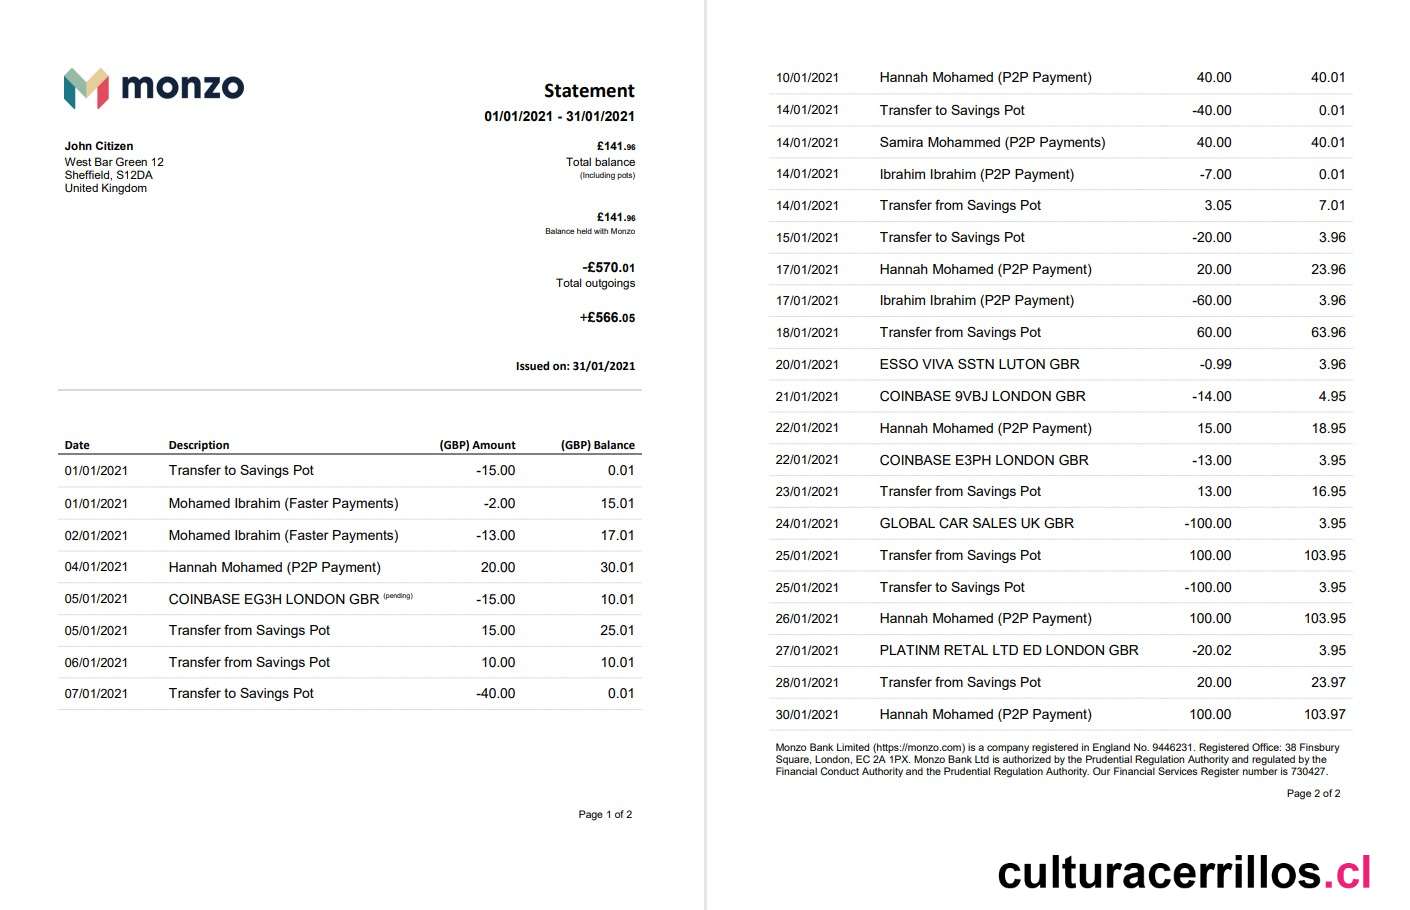 monzo
Statement
01/01/2021 - 31/01/2021
John Citizen
West Bar Green 12
Sheffield, S12DA
United Kingdom
£141.96
Total balance
(Including pots)
£141.96
Balance held with Monzo
-£570.01
Total outgoings
+£566.05
Issued on: 31/01/2021
Date Description (GBP) Amount (GBP) Balance
01/01/2021 Transfer to Savings Pot -15.00 0.01
01/01/2021 Mohamed Ibrahim (Faster Payments) -2.00 15.01
02/01/2021 Mohamed Ibrahim (Faster Payments) -13.00 17.01
04/01/2021 Hannah Mohamed (P2P Payment) 20.00 30.01
05/01/2021 COINBASE EG3H LONDON GBR (pending) -15.00 10.01
05/01/2021 Transfer from Savings Pot 15.00 25.01
06/01/2021 Transfer from Savings Pot 10.00 10.01
07/01/2021 Transfer to Savings Pot -40.00 0.01
Page 1 of 2
10/01/2021 Hannah Mohamed (P2P Payment) 40.00 40.01
14/01/2021 Transfer to Savings Pot -40.00 0.01
14/01/2021 Samira Mohammed (P2P Payments) 40.00 40.01
14/01/2021 Ibrahim Ibrahim (P2P Payment) -7.00 0.01
14/01/2021 Transfer from Savings Pot 3.05 7.01
15/01/2021 Transfer to Savings Pot -20.00 3.96
17/01/2021 Hannah Mohamed (P2P Payment) 20.00 23.96
17/01/2021 Ibrahim Ibrahim (P2P Payment) -60.00 3.96
18/01/2021 Transfer from Savings Pot 60.00 63.96
20/01/2021 ESSO VIVA SSTN LUTON GBR -0.99 3.96
21/01/2021 COINBASE 9VBJ LONDON GBR -14.00 4.95
22/01/2021 Hannah Mohamed (P2P Payment) 15.00 18.95
22/01/2021 COINBASE E3PH LONDON GBR -13.00 3.95
23/01/2021 Transfer from Savings Pot 13.00 16.95
24/01/2021 GLOBAL CAR SALES UK GBR -100.00 3.95
25/01/2021 Transfer from Savings Pot 100.00 103.95
25/01/2021 Transfer to Savings Pot -100.00 3.95
26/01/2021 Hannah Mohamed (P2P Payment) 100.00 103.95
27/01/2021 PLATINM RETAL LTD ED LONDON GBR -20.02 3.95
28/01/2021 Transfer from Savings Pot 20.00 23.97
30/01/2021 Hannah Mohamed (P2P Payment) 100.00 103.97
Monzo Bank Limited (https://monzo.com) is a company registered in England No. 9446231. Registered Office: 38 Finsbury
Square, London, EC 2A 1PX. Monzo Bank Ltd is authorized by the Prudential Regulation Authority and regulated by the
Financial Conduct Authority and the Prudential Regulation Authority. Our Financial Services Register number is 730427.
Page 2 of 2
culturacerrillos.cl